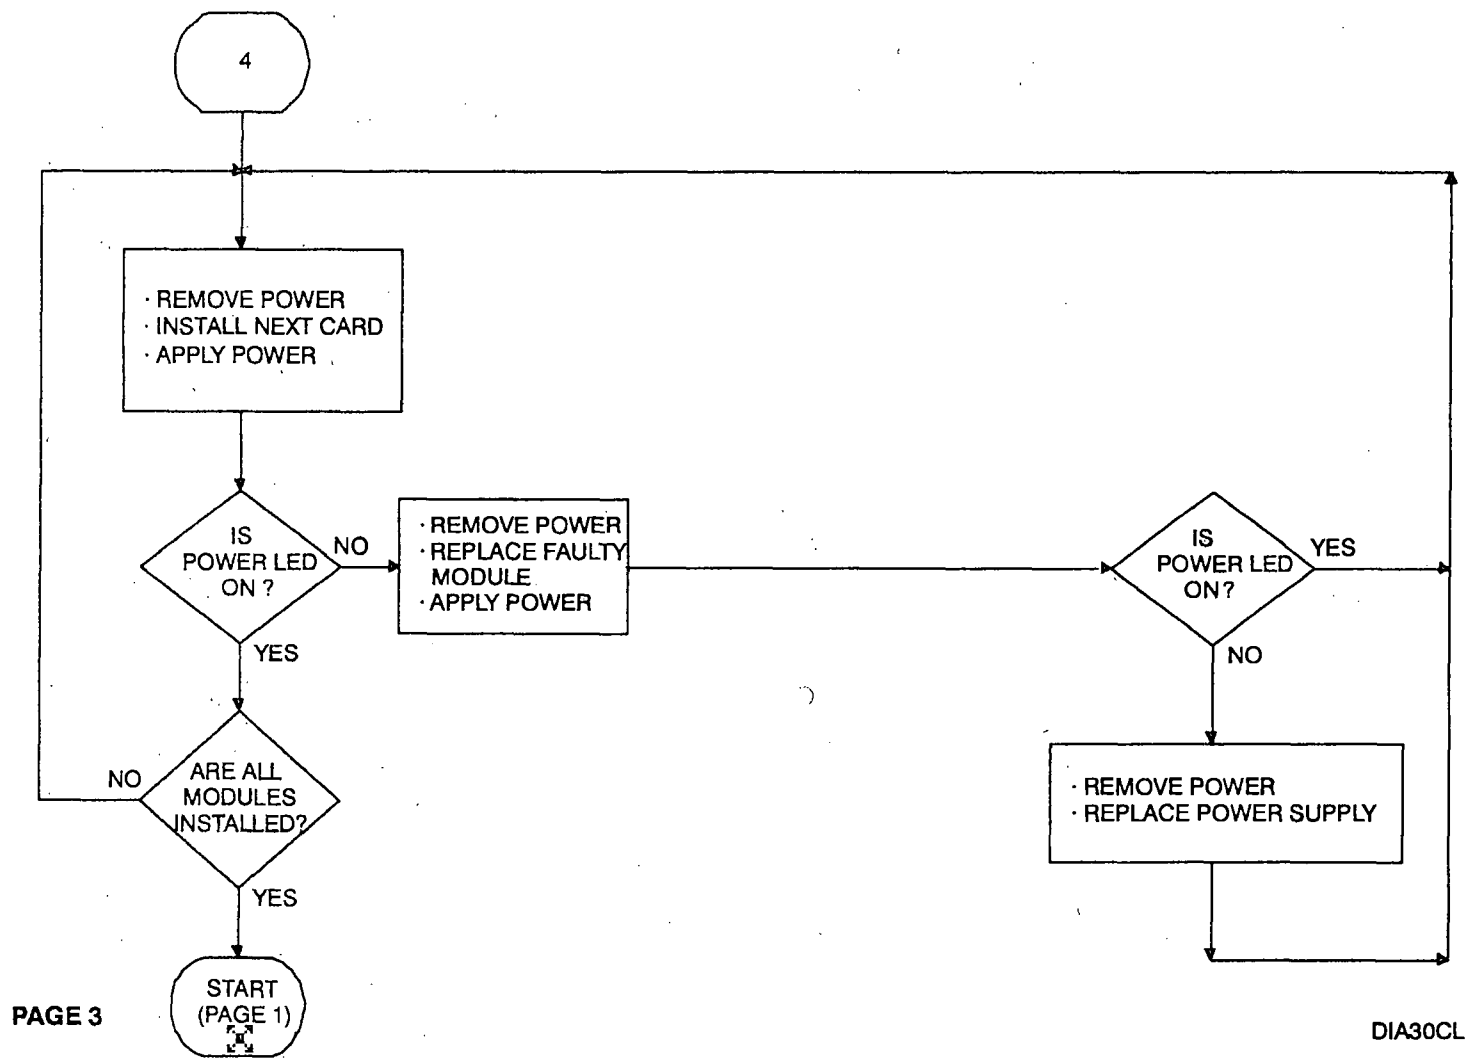 4
· REMOVE POWER
· INSTALL NEXT CARD
· APPLY POWER
IS
POWER LED
ON ?
NO
YES
· REMOVE POWER
· REPLACE FAULTY
MODULE
· APPLY POWER
IS
POWER LED
ON?
YES
NO
· REMOVE POWER
· REPLACE POWER SUPPLY
ARE ALL
MODULES
INSTALLED?
NO
YES
START
(PAGE 1)
PAGE 3
DIA30CL